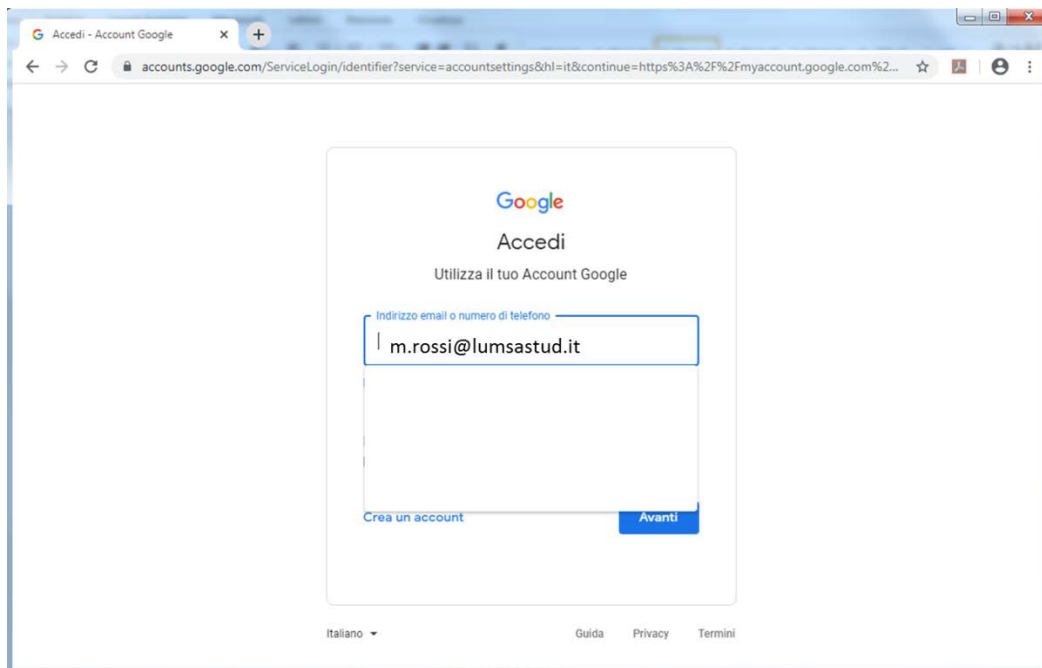 Accedi - Account Google
accounts.google.com/ServiceLogin/identifier?service=accountsettings&hl=it&continue=https%3A%2F%2Fmyaccount.google.com%2...
Google
Accedi
Utilizza il tuo Account Google
Indirizzo email o numero di telefono
m.rossi@lumsastud.it
Crea un account
Avanti
Italiano
Guida Privacy Termini